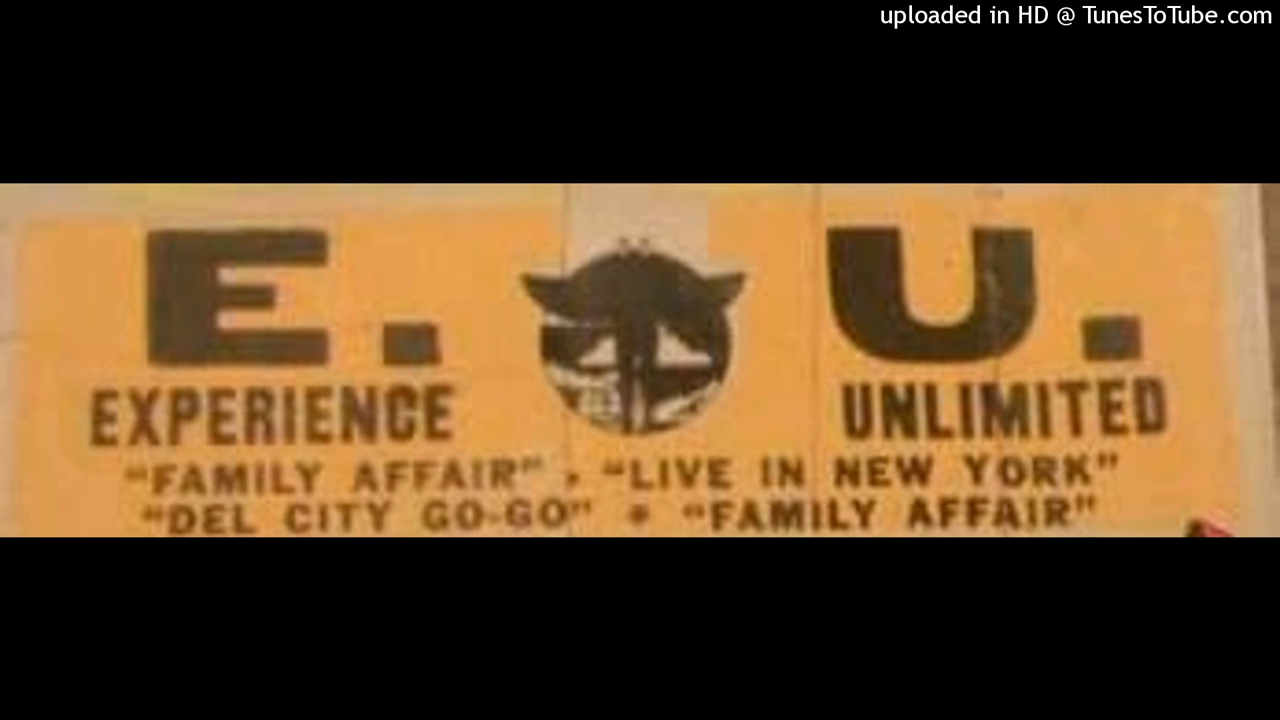 uploaded in HD @ TunesToTube.com
E. U.
EXPERIENCE UNLIMITED
"FAMILY AFFAIR" • "LIVE IN NEW YORK"
"DEL CITY GO-GO" • "FAMILY AFFAIR"